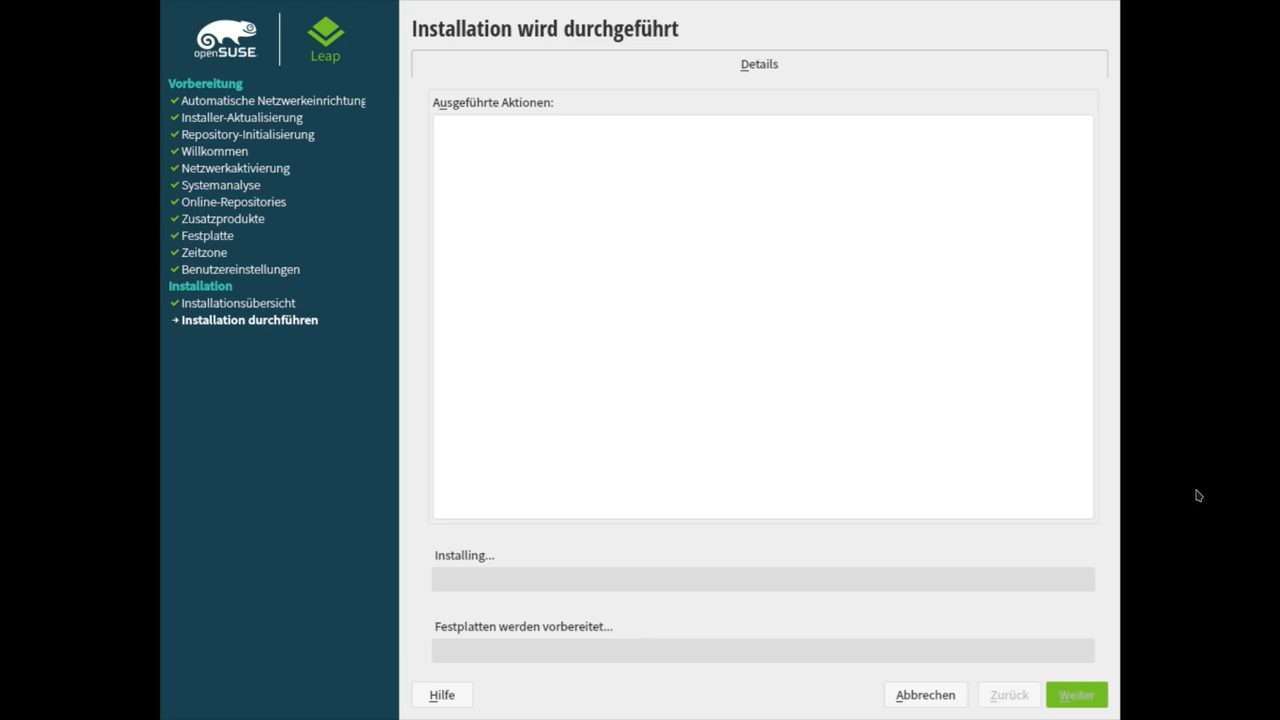 openSUSE
Leap
Vorbereitung
Automatische Netzwerkeinrichtung
Installer-Aktualisierung
Repository-Initialisierung
Willkommen
Netzwerkaktivierung
Systemanalyse
Online-Repositories
Zusatzprodukte
Festplatte
Zeitzone
Benutzereinstellungen
Installation
Installationsübersicht
Installation durchführen
Installation wird durchgeführt
Details
Ausgeführte Aktionen:
Installing...
Festplatten werden vorbereitet...
Hilfe
Abbrechen
Zurück
Weiter